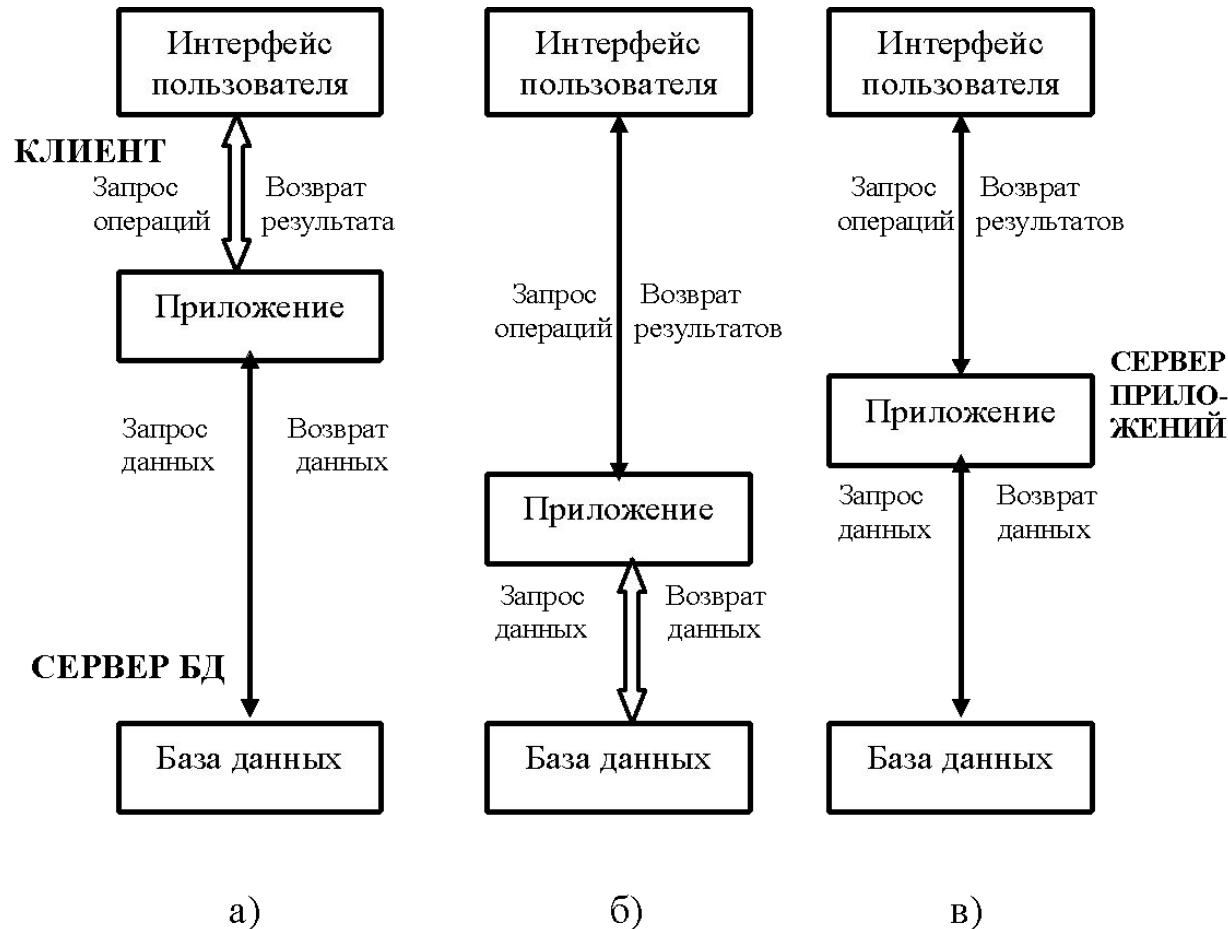 Интерфейс
пользователя
КЛИЕНТ
Запрос
операций
Возврат
результата
Приложение
Запрос
данных
Возврат
данных
СЕРВЕР БД
База данных
а)
Интерфейс
пользователя
Запрос
операций
Возврат
результатов
Приложение
Запрос
данных
Возврат
данных
База данных
б)
Интерфейс
пользователя
Запрос
операций
Возврат
результатов
Приложение
СЕРВЕР
ПРИЛО-
ЖЕНИЙ
Запрос
данных
Возврат
данных
База данных
в)